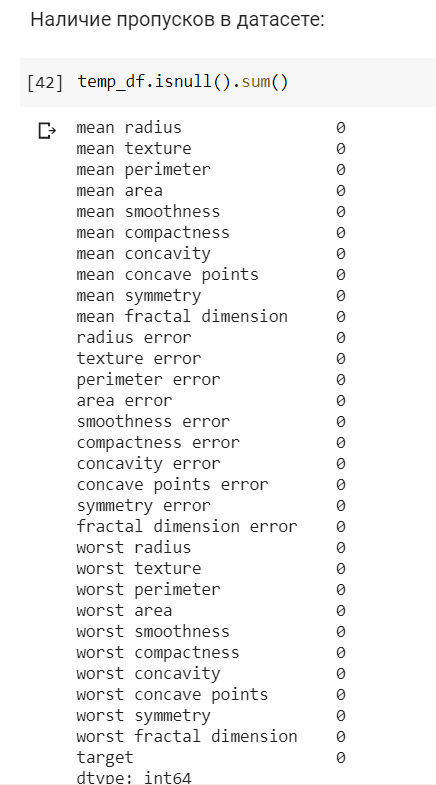 Наличие пропусков в датасете:
[42] temp_df.isnull().sum()
mean radius 0
mean texture 0
mean perimeter 0
mean area 0
mean smoothness 0
mean compactness 0
mean concavity 0
mean concave points 0
mean symmetry 0
mean fractal dimension 0
radius error 0
texture error 0
perimeter error 0
area error 0
smoothness error 0
compactness error 0
concavity error 0
concave points error 0
symmetry error 0
fractal dimension error 0
worst radius 0
worst texture 0
worst perimeter 0
worst area 0
worst smoothness 0
worst compactness 0
worst concavity 0
worst concave points 0
worst symmetry 0
worst fractal dimension 0
target 0
dtype: int64